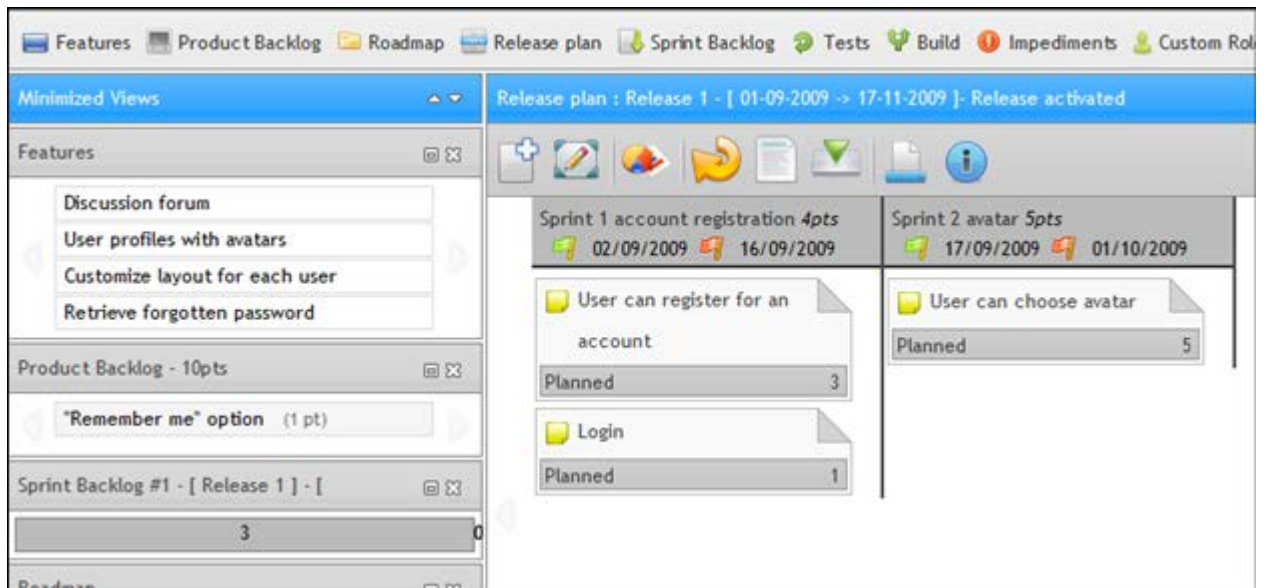 Features Product Backlog Roadmap Release plan Sprint Backlog Tests Build Impediments Custom
Minimized Views
Features
Discussion forum
User profiles with avatars
Customize layout for each user
Retrieve forgotten password
Product Backlog - 10pts
"Remember me" option (1 pt)
Sprint Backlog #1 - [ Release 1 ] - [
3 0
Roadmap
Release plan : Release 1 - [ 01-09-2009 -> 17-11-2009 ]- Release activated
Sprint 1 account registration 4pts
02/09/2009 16/09/2009
User can register for an
account
Planned 3
Login
Planned 1
Sprint 2 avatar 5pts
17/09/2009 01/10/2009
User can choose avatar
Planned 5